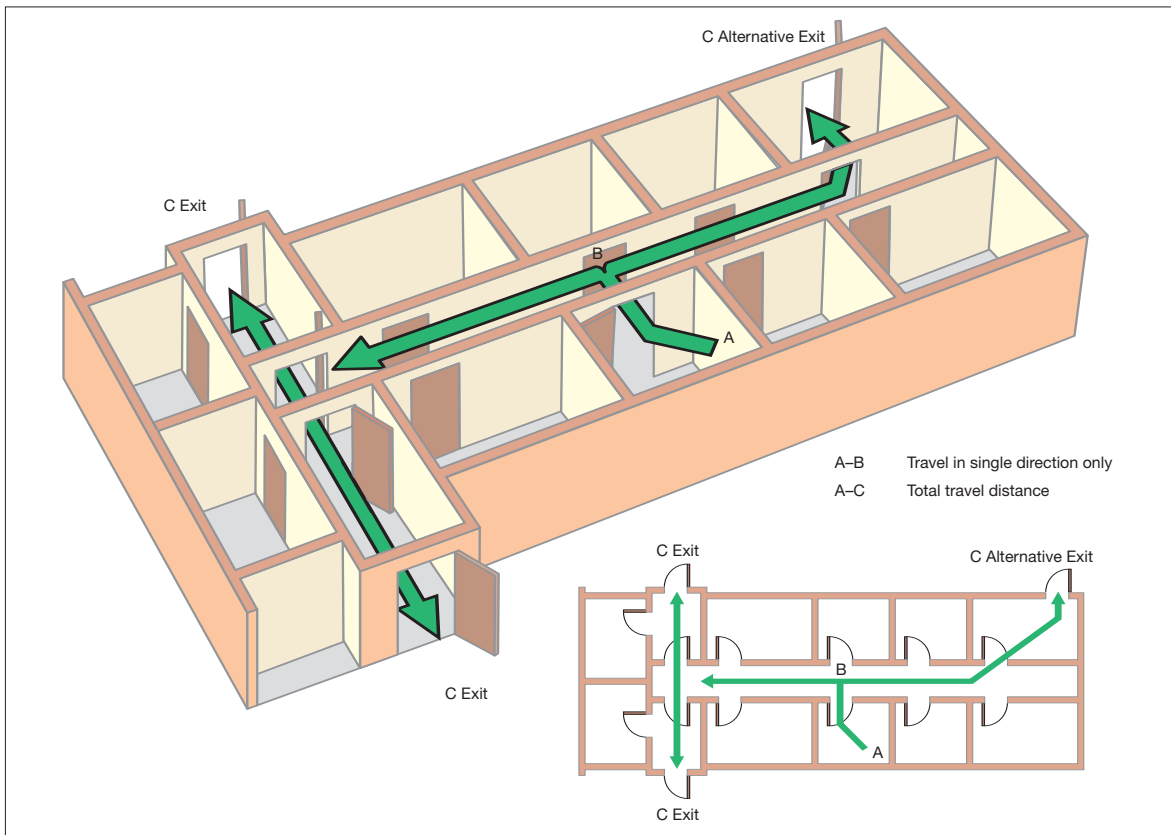 C Alternative Exit
C Exit
B
A
A–B Travel in single direction only
A–C Total travel distance
C Exit
C Exit
C Alternative Exit
B
A
C Exit